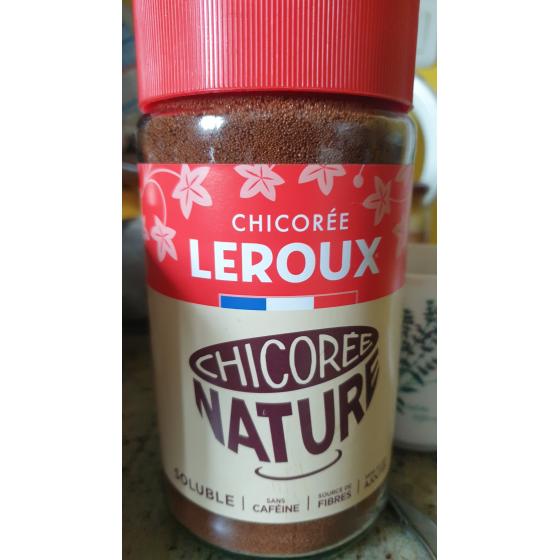 CHICORÉE
LEROUX
CHICORÉE
NATURE
SOLUBLE | SANS CAFÉINE | SOURCE DE FIBRES |